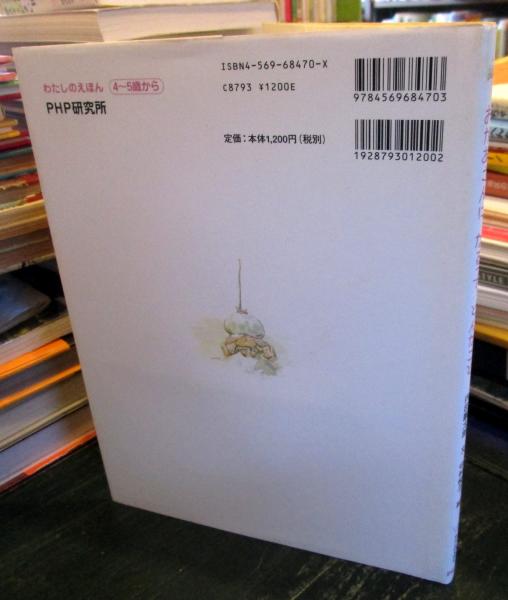 わたしのえほん 4〜5歳から
PHP研究所
ISBN4-569-68470-X
C8793 ¥1200E
定価：本体1,200円（税別）
9784569684703
1928793012002